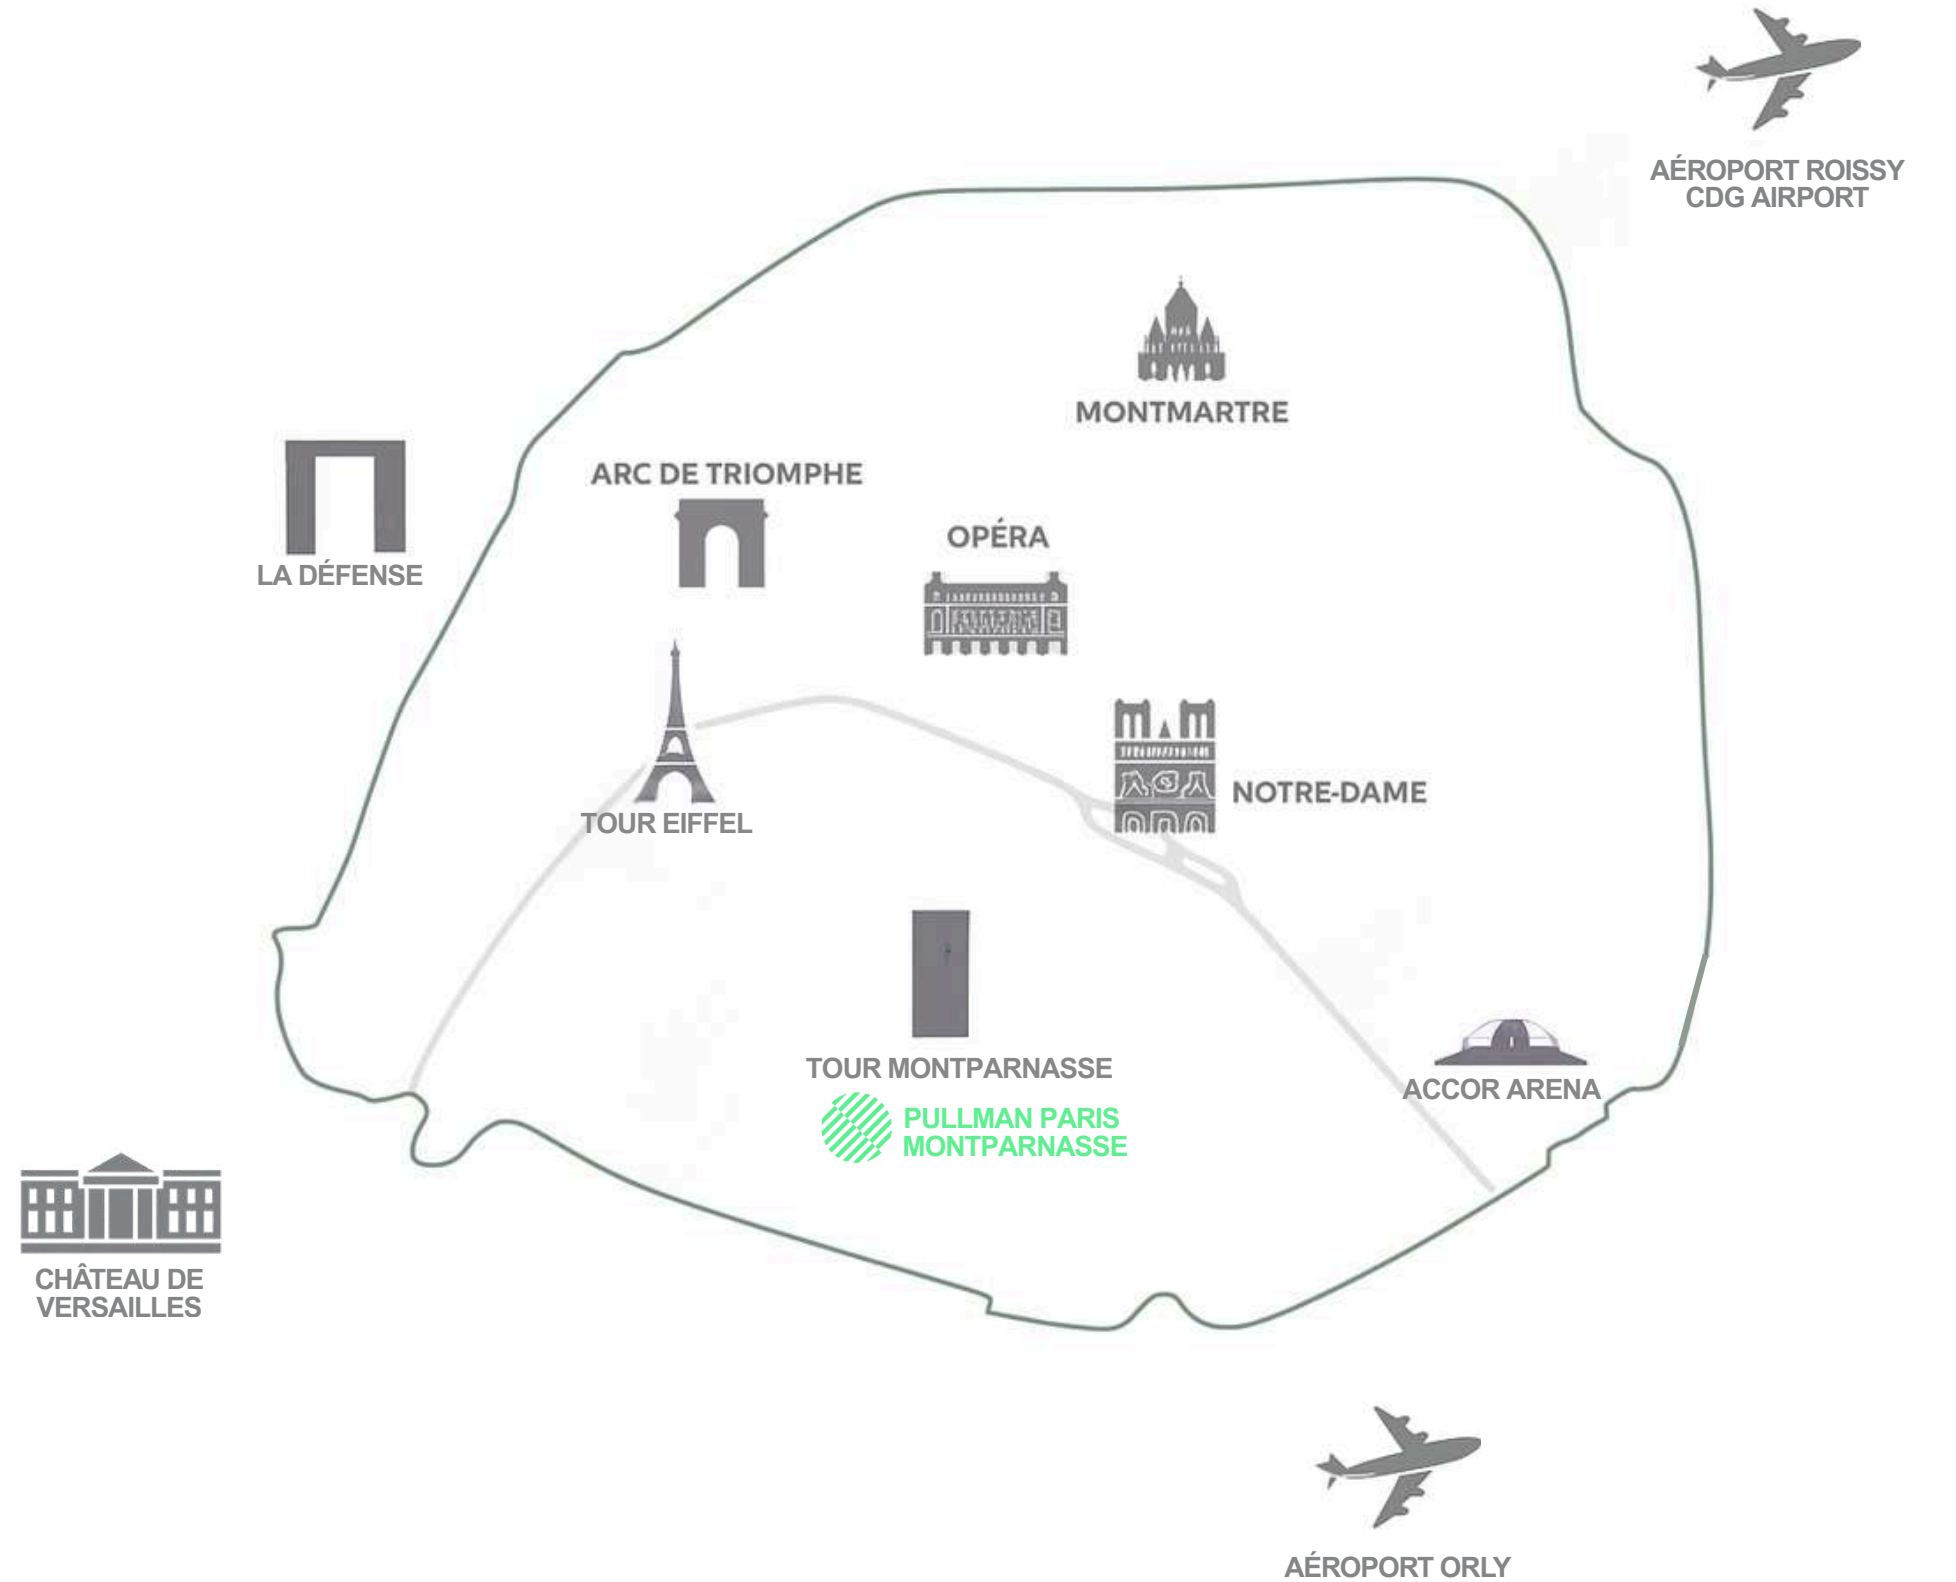 AÉROPORT ROISSY
CDG AIRPORT
MONTMARTRE
ARC DE TRIOMPHE
OPÉRA
LA DÉFENSE
NOTRE-DAME
TOUR EIFFEL
TOUR MONTPARNASSE
ACCOR ARENA
PULLMAN PARIS
MONTPARNASSE
CHÂTEAU DE
VERSAILLES
AÉROPORT ORLY